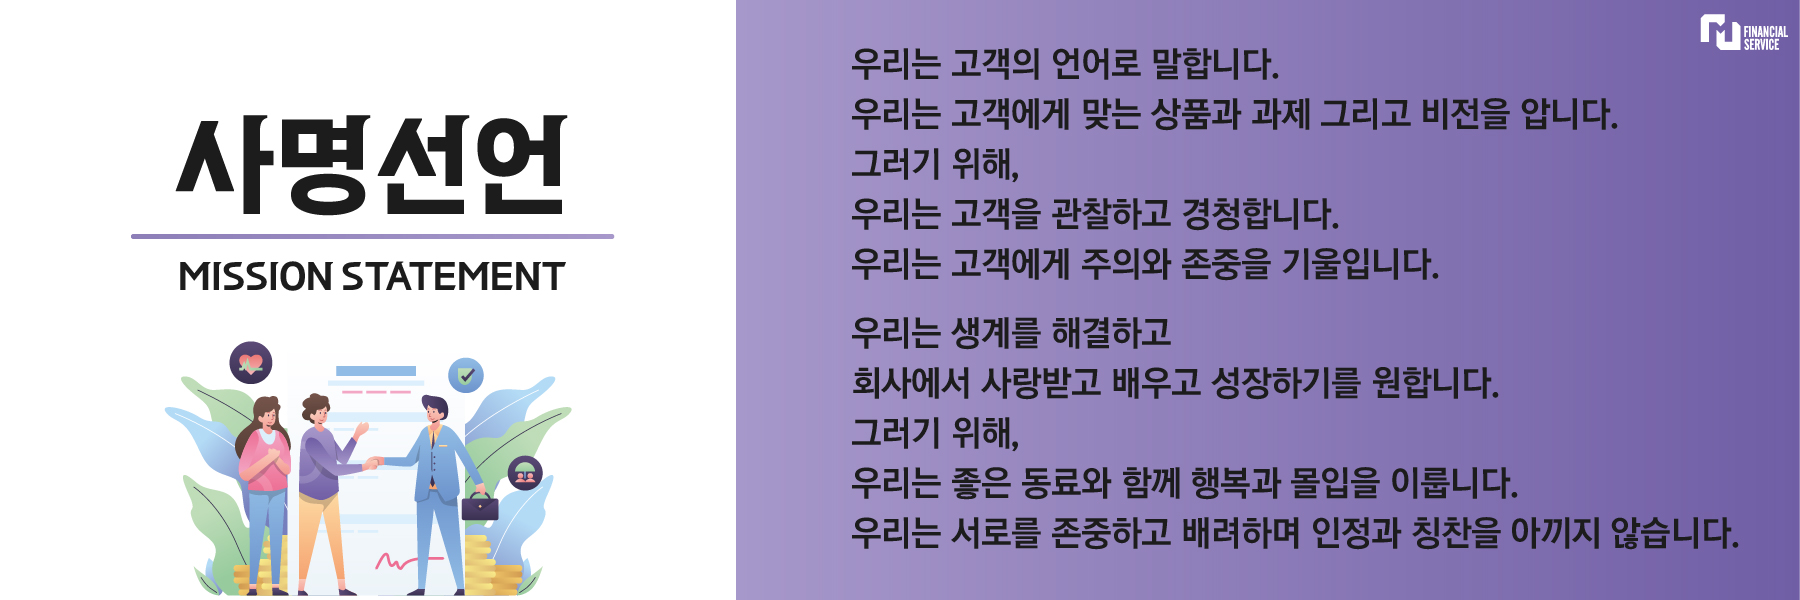 사명선언
MISSION STATEMENT
FINANCIAL
SERVICE
우리는 고객의 언어로 말합니다.
우리는 고객에게 맞는 상품과 과제 그리고 비전을 압니다.
그러기 위해,
우리는 고객을 관찰하고 경청합니다.
우리는 고객에게 주의와 존중을 기울입니다.
우리는 생계를 해결하고
회사에서 사랑받고 배우고 성장하기를 원합니다.
그러기 위해,
우리는 좋은 동료와 함께 행복과 몰입을 이룹니다.
우리는 서로를 존중하고 배려하며 인정과 칭찬을 아끼지 않습니다.